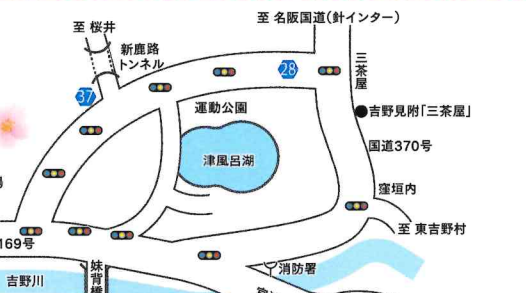 至 名阪国道(針インター)
至 桜井
新鹿路
トンネル
三茶屋
28
37
運動公園
吉野見附「三茶屋」
津風呂湖
国道370号
窪垣内
至 東吉野村
169号
消防署
妹背橋
吉野川